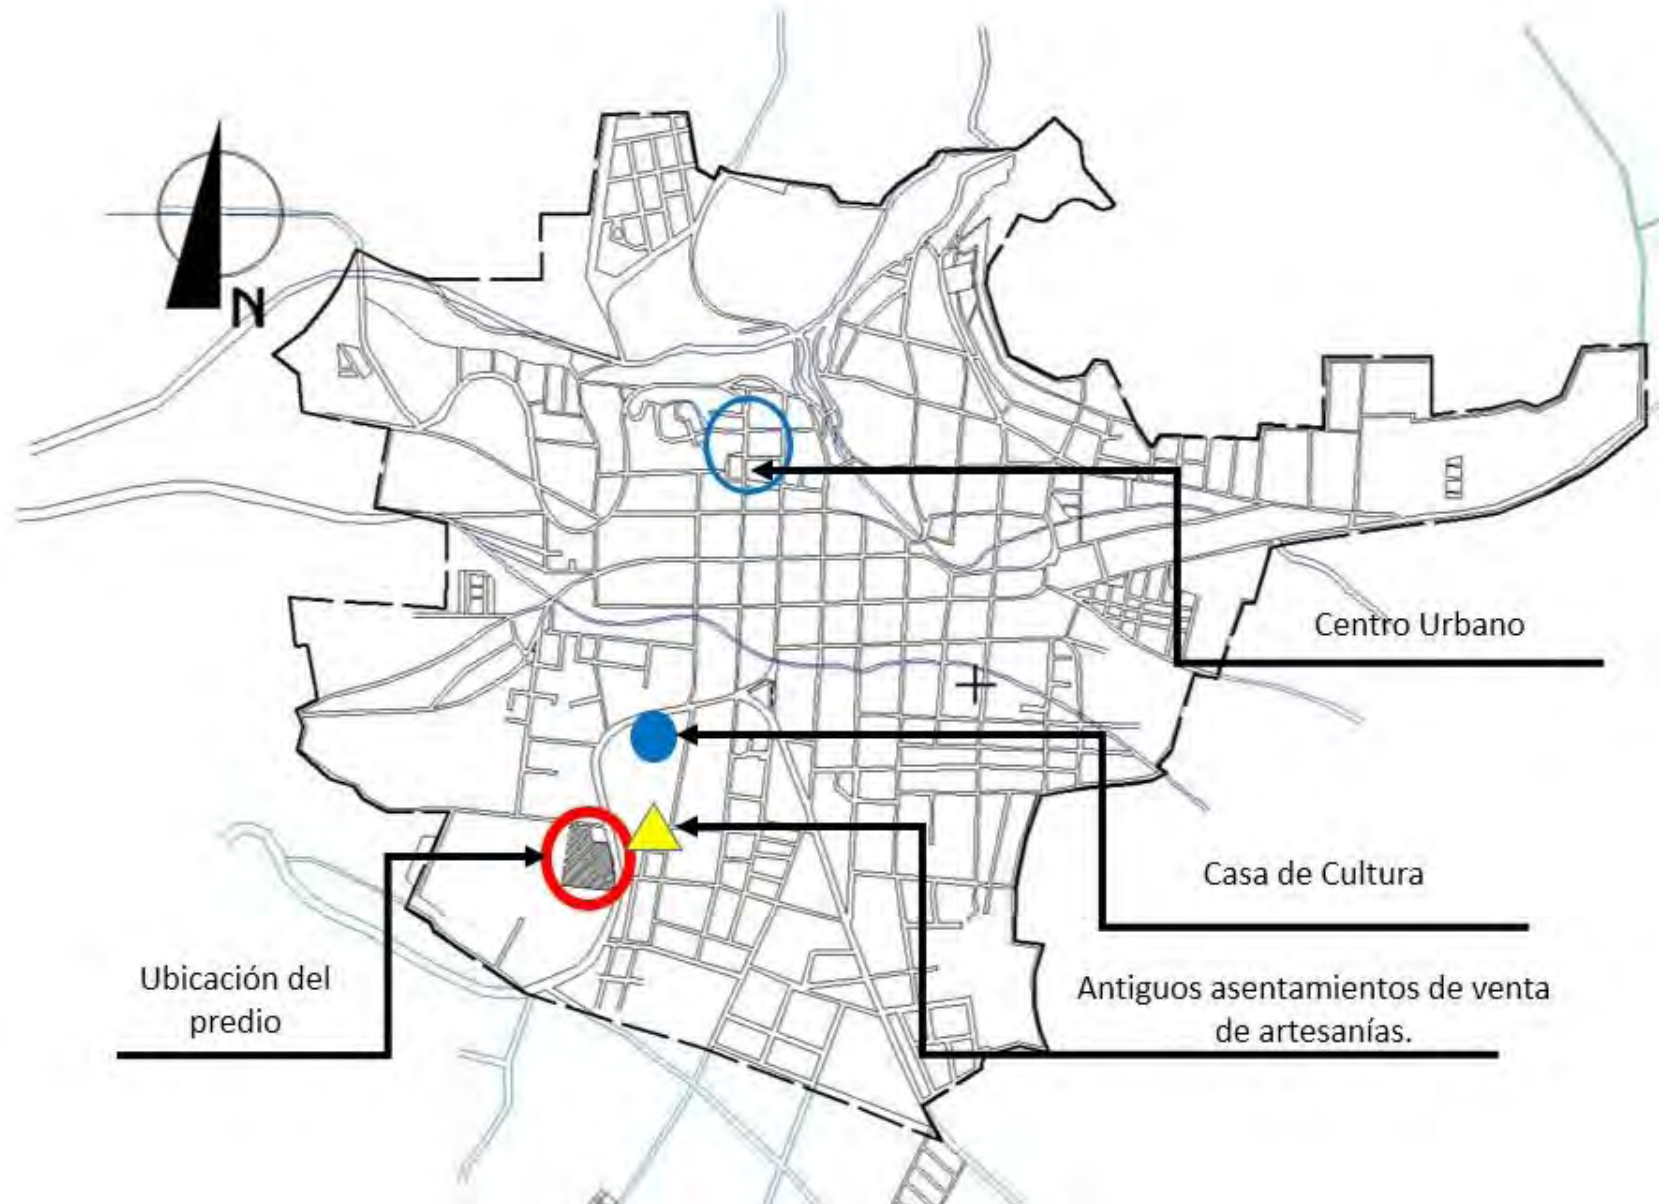 N
Centro Urbano
Casa de Cultura
Ubicación del
predio
Antiguos asentamientos de venta
de artesanías.